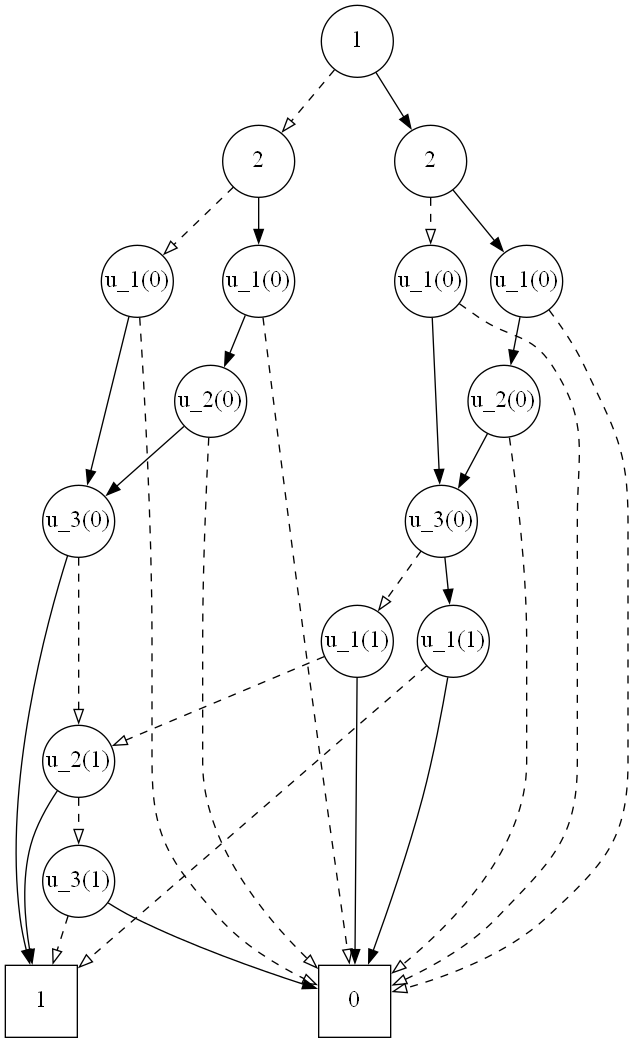 1
2 2
u_1(0) u_1(0) u_1(0) u_1(0)
u_2(0) u_2(0)
u_3(0) u_3(0)
u_1(1) u_1(1)
u_2(1)
u_3(1)
1 0